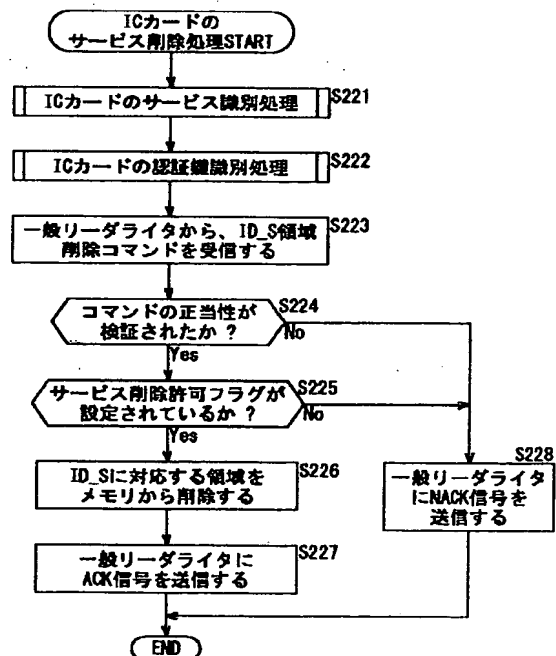 ICカードの
サービス削除処理START
ICカードのサービス識別処理
S221
ICカードの認証鍵識別処理
S222
一般リーダライタから、ID_S領域
削除コマンドを受信する
S223
コマンドの正当性が
検証されたか ?
S224
No
Yes
サービス削除許可フラグが
設定されているか ?
S225
No
Yes
ID_Sに対応する領域を
メモリから削除する
S226
S228
一般リーダライタ
にNACK信号を
送信する
一般リーダライタに
ACK信号を送信する
S227
END